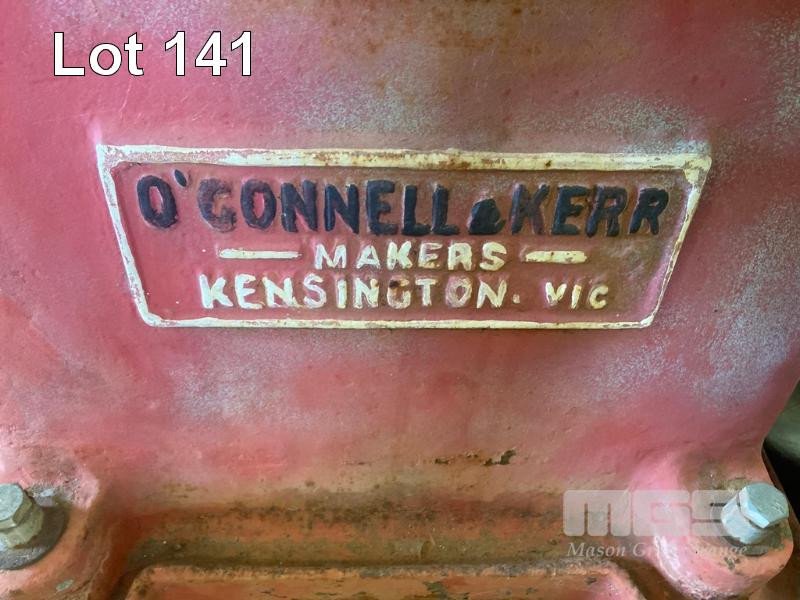 Lot 141
O'CONNELL & KERR
— MAKERS —
KENSINGTON. VIC
MGS